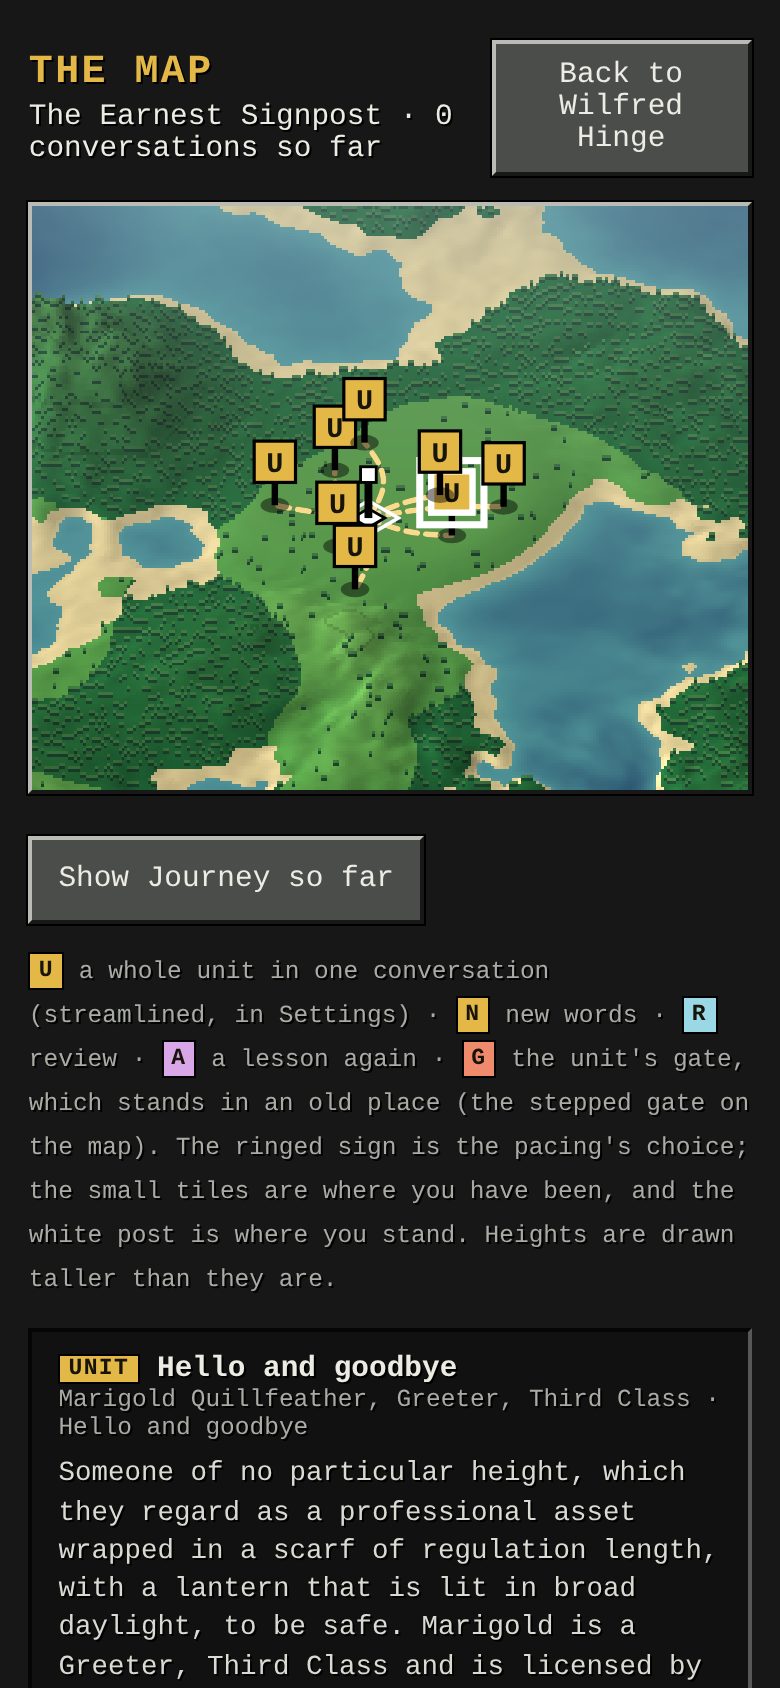 THE MAP
The Earnest Signpost · 0
conversations so far
Back to
Wilfred
Hinge
U
U
U
U
U
U
U
U
Show Journey so far
U a whole unit in one conversation
(streamlined, in Settings) · N new words · R
review · A a lesson again · G the unit's gate,
which stands in an old place (the stepped gate on
the map). The ringed sign is the pacing's choice;
the small tiles are where you have been, and the
white post is where you stand. Heights are drawn
taller than they are.
UNIT Hello and goodbye
Marigold Quillfeather, Greeter, Third Class ·
Hello and goodbye
Someone of no particular height, which
they regard as a professional asset
wrapped in a scarf of regulation length,
with a lantern that is lit in broad
daylight, to be safe. Marigold is a
Greeter, Third Class and is licensed by